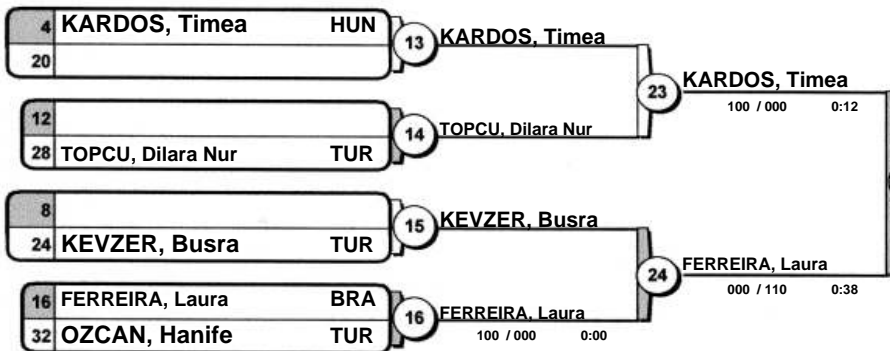 4 KARDOS, Timea HUN
20
13 KARDOS, Timea
12
28 TOPCU, Dilara Nur TUR
14 TOPCU, Dilara Nur
23 KARDOS, Timea
100 / 000 0:12
8
24 KEVZER, Busra TUR
15 KEVZER, Busra
16 FERREIRA, Laura BRA
32 OZCAN, Hanife TUR
16 FERREIRA, Laura
100 / 000 0:00
24 FERREIRA, Laura
000 / 110 0:38